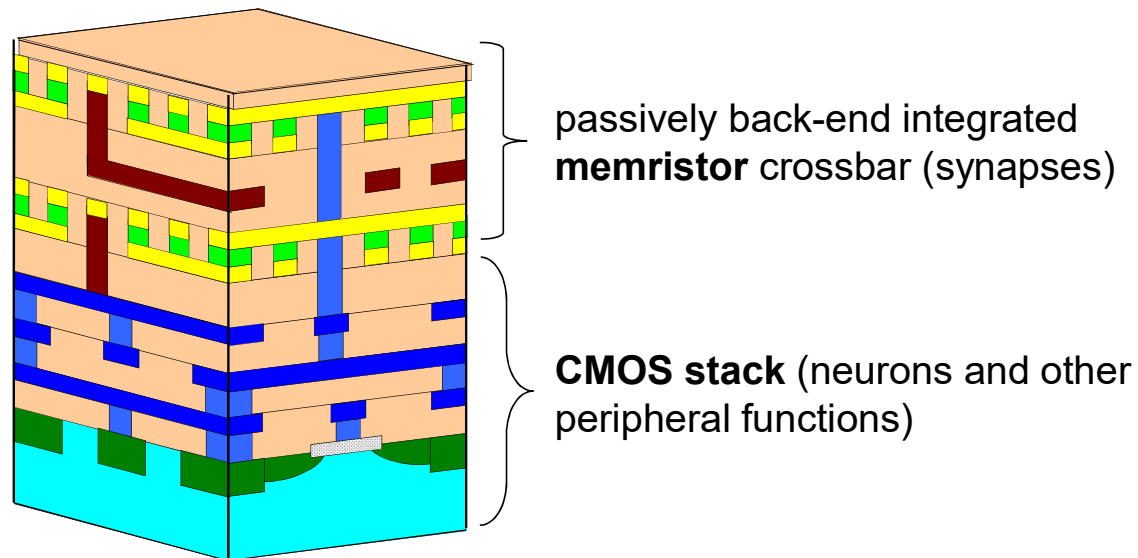 passively back-end integrated
memristor crossbar (synapses)
CMOS stack (neurons and other
peripheral functions)